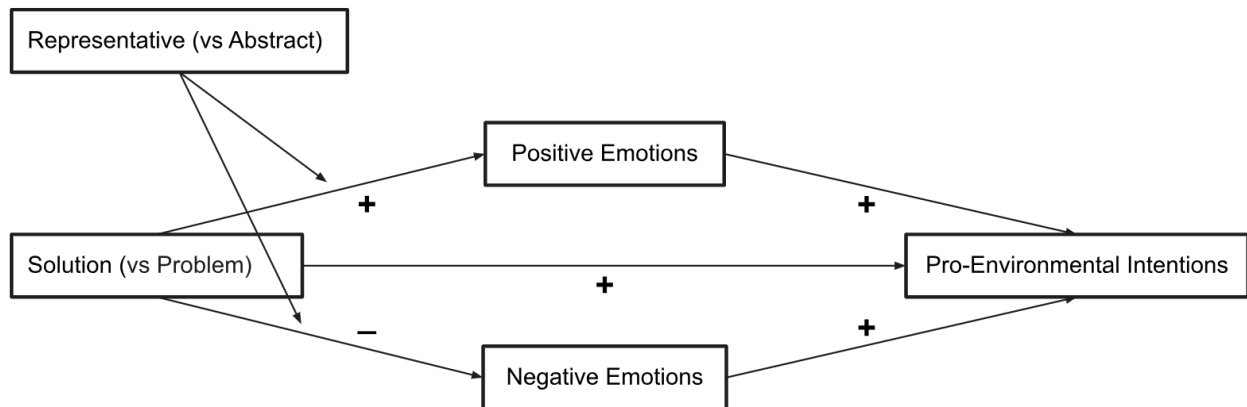 Representative (vs Abstract)
Positive Emotions
+
+
Solution (vs Problem)
Pro-Environmental Intentions
+
–
+
Negative Emotions